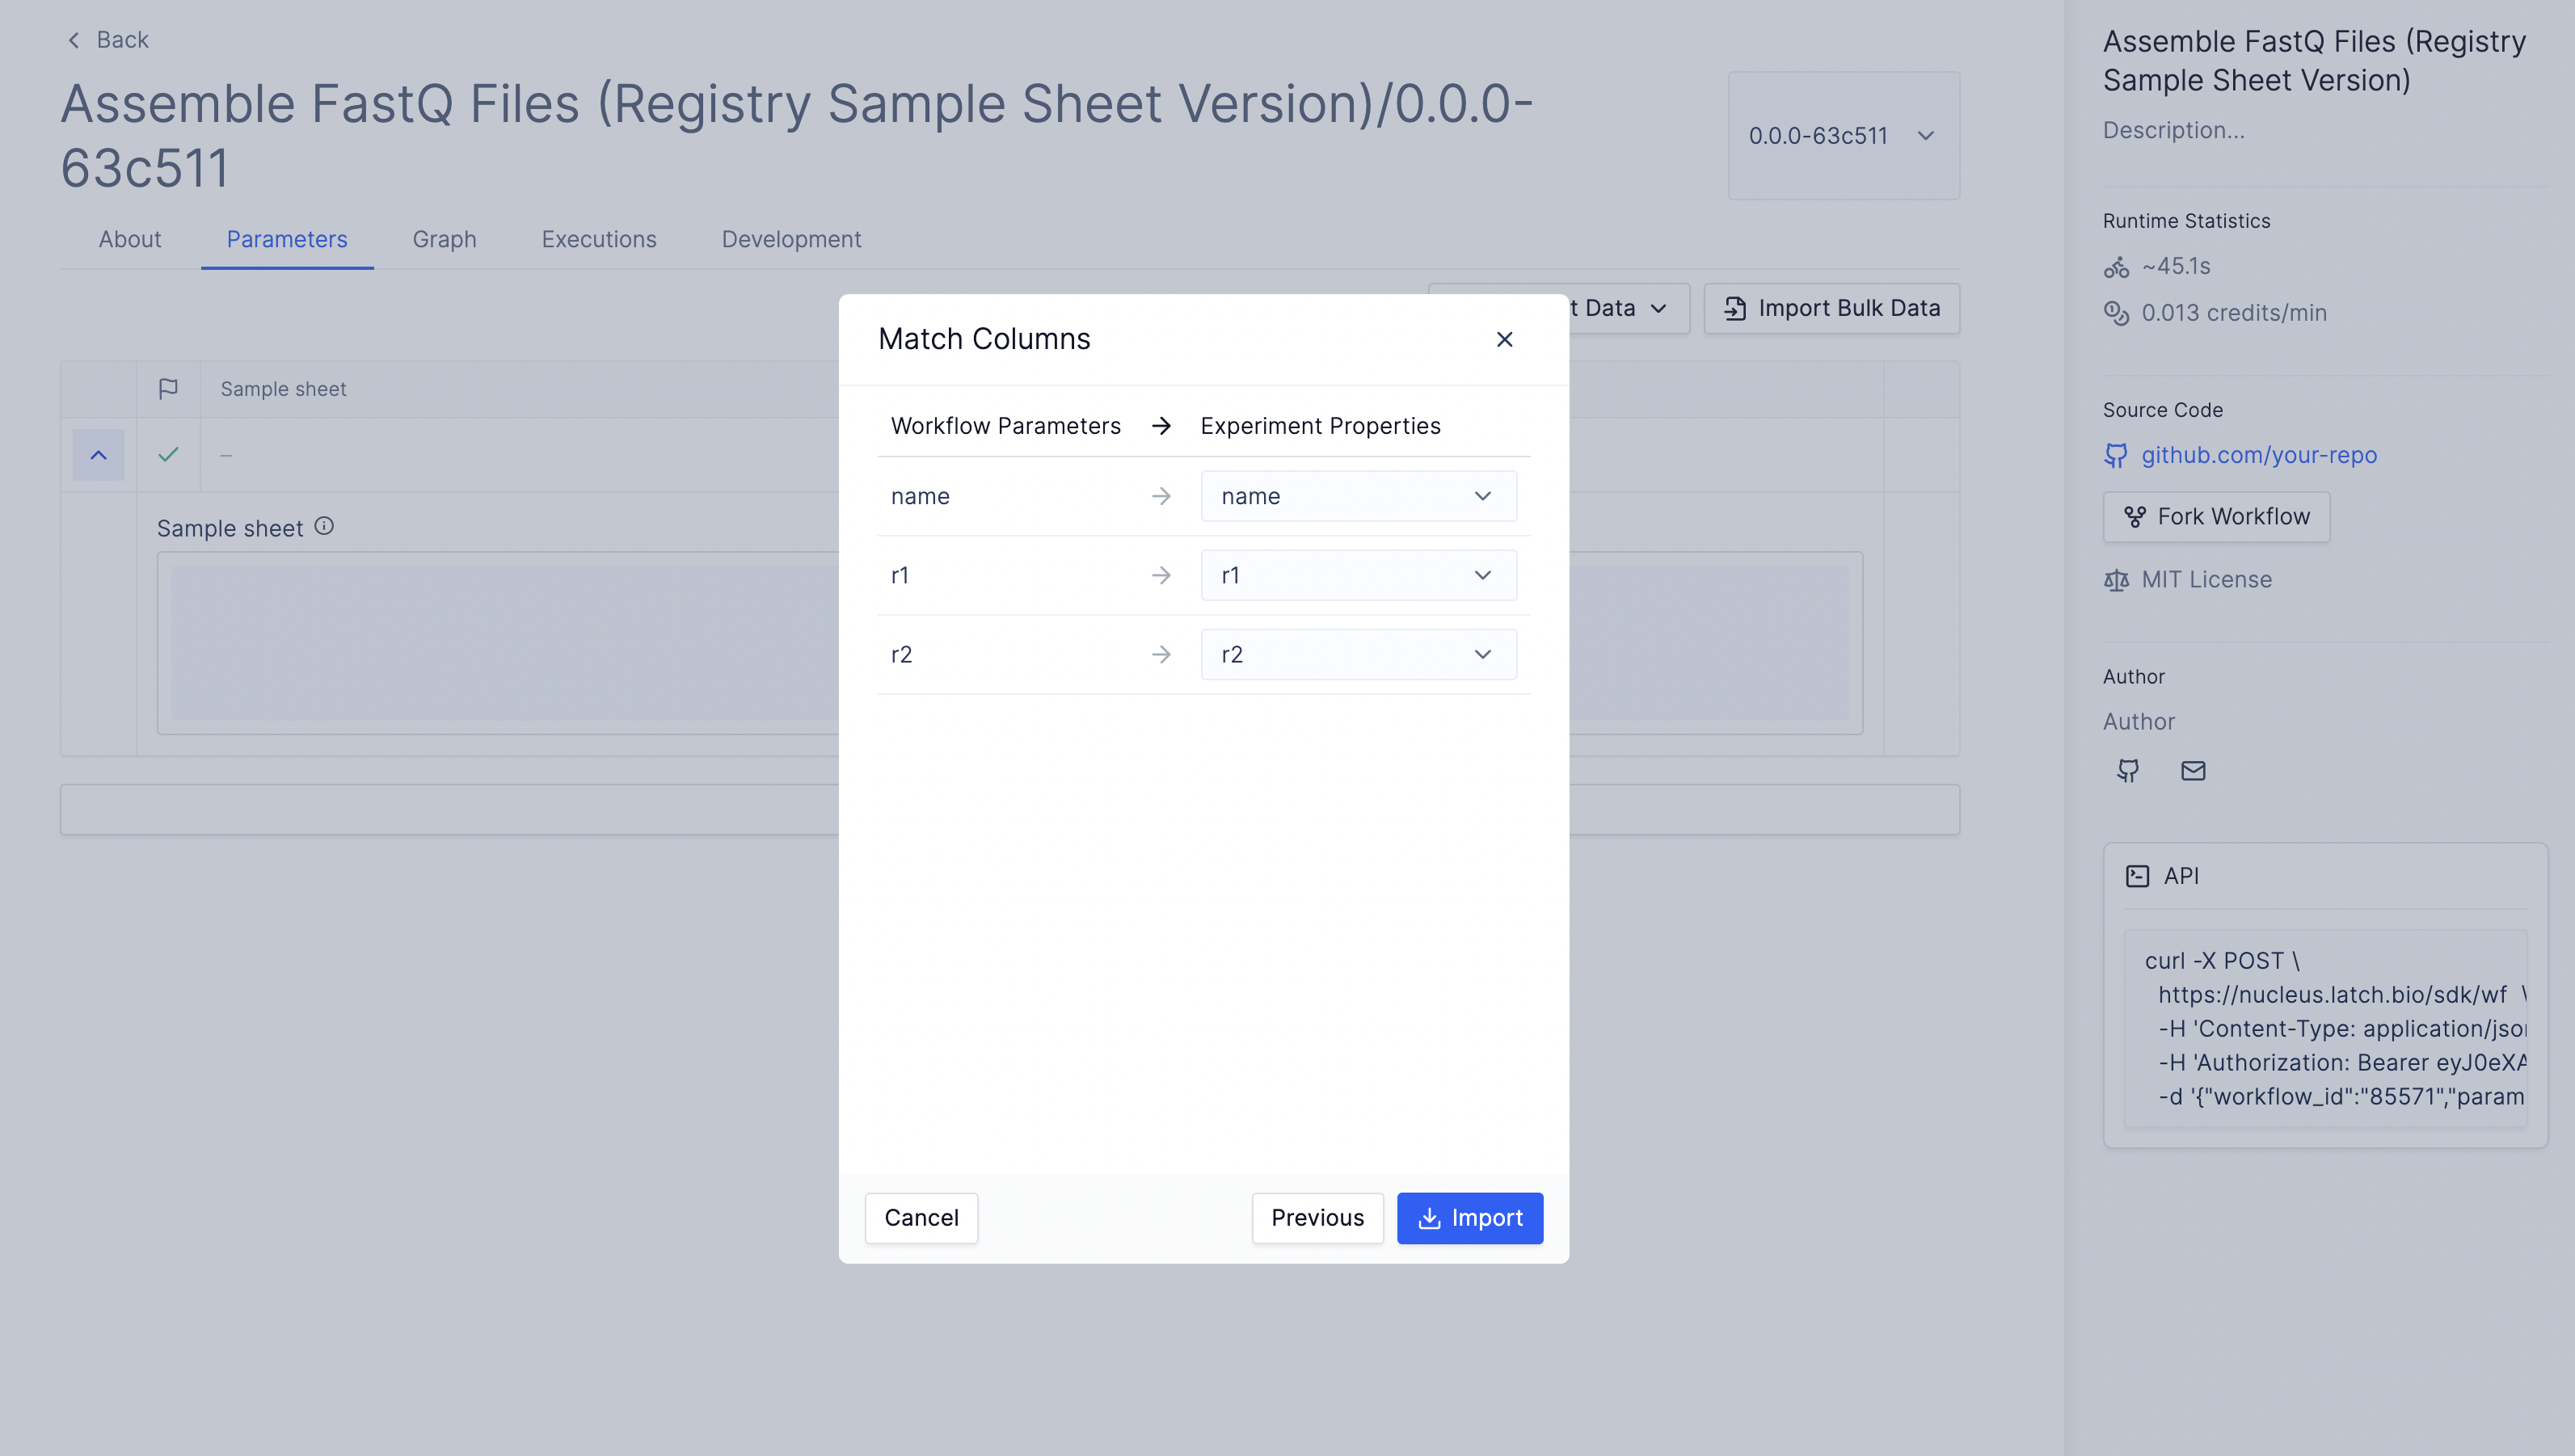 Back
Assemble FastQ Files (Registry Sample Sheet Version)/0.0.0-
63c511
0.0.0-63c511
About
Parameters
Graph
Executions
Development
t Data
Import Bulk Data
Sample sheet
–
Sample sheet
Match Columns
Workflow Parameters → Experiment Properties
name → name
r1 → r1
r2 → r2
Cancel
Previous
Import
Assemble FastQ Files (Registry
Sample Sheet Version)
Description...
Runtime Statistics
~45.1s
0.013 credits/min
Source Code
github.com/your-repo
Fork Workflow
MIT License
Author
Author
API
curl -X POST \
https://nucleus.latch.bio/sdk/wf \
-H 'Content-Type: application/jso
-H 'Authorization: Bearer eyJ0eXA
-d '{"workflow_id":"85571","param